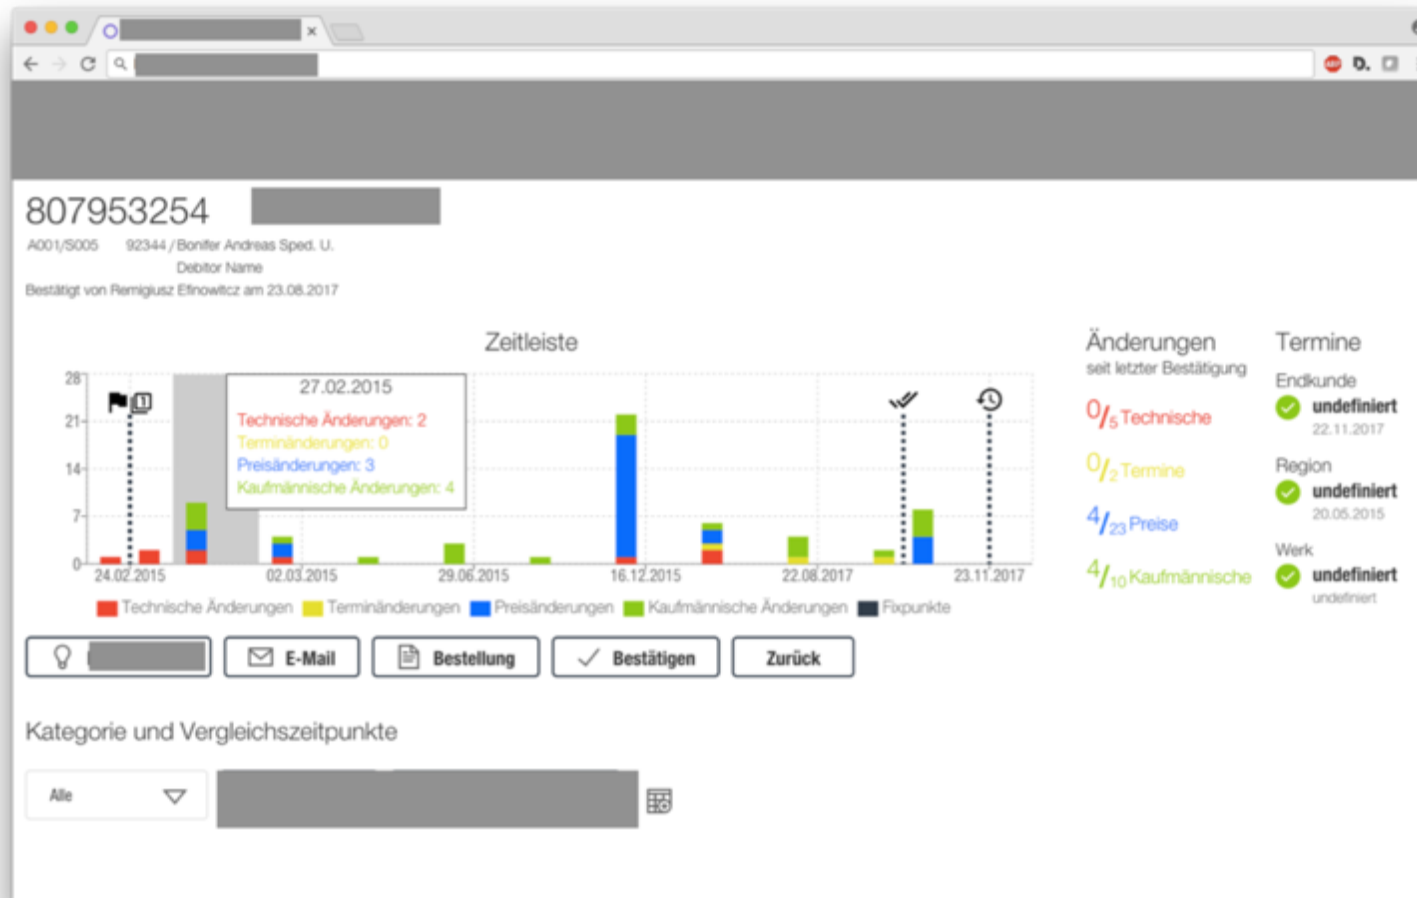 807953254
A001/S005 92344 / Bonifer Andreas Sped. U.
Debitor Name
Bestätigt von Remigiusz Efinowitcz am 23.08.2017
Zeitleiste
28
21
14
7
0
27.02.2015
Technische Änderungen: 2
Terminänderungen: 0
Preisänderungen: 3
Kaufmännische Änderungen: 4
1
24.02.2015 02.03.2015 29.06.2025 16.12.2015 22.08.2017 23.11.2017
Technische Änderungen Terminänderungen Preisänderungen Kaufmännische Änderungen Fixpunkte
Änderungen
seit letzter Bestätigung
0/5 Technische
0/2 Termine
4/23 Preise
4/10 Kaufmännische
Termine
Endkunde
undefiniert
22.11.2017
Region
undefiniert
20.05.2015
Werk
undefiniert
undefiniert
E-Mail Bestellung Bestätigen Zurück
Kategorie und Vergleichszeitpunkte
Alle
ABP D.